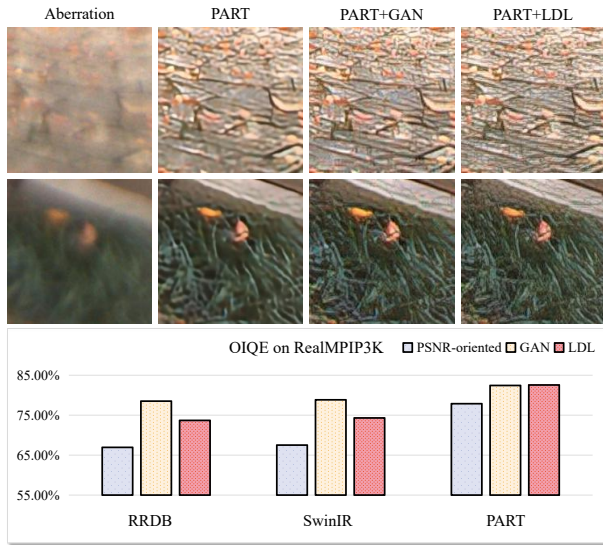 Aberration PART PART+GAN PART+LDL
OIQE on RealMPIP3K PSNR-oriented GAN LDL
85.00%
75.00%
65.00%
55.00%
RRDB SwinIR PART